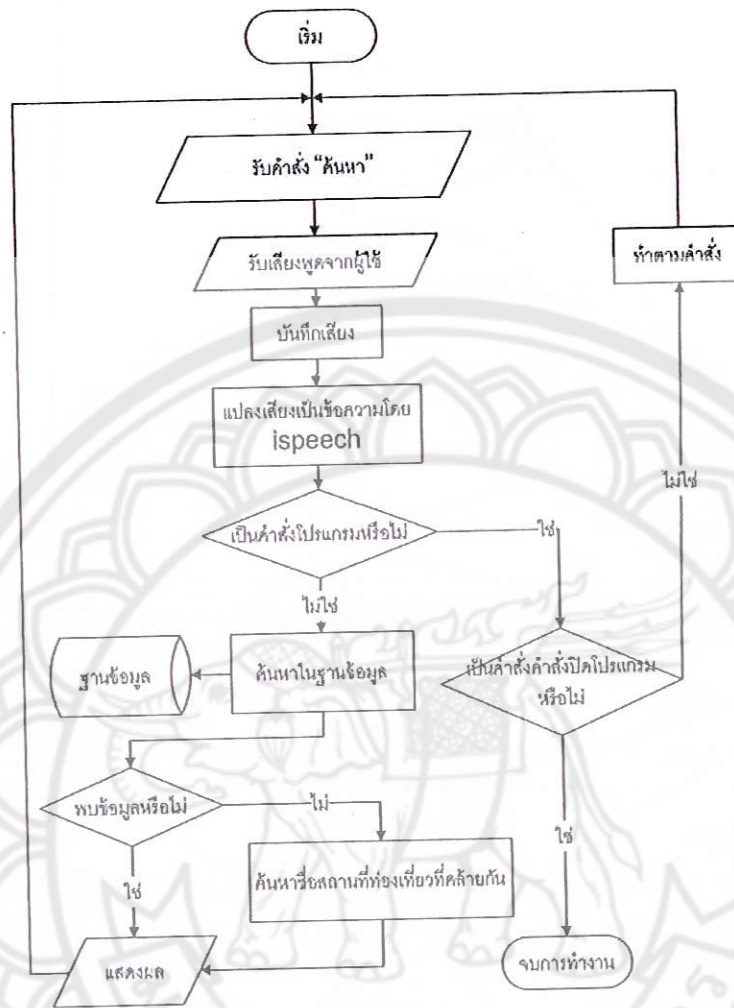 เริ่ม
รับคำสั่ง "ค้นหา"
รับเสียงพูดจากผู้ใช้
ทำตามคำสั่ง
บันทึกเสียง
แปลงเสียงเป็นข้อความโดย
ispeech
ไม่ใช่
เป็นคำสั่งโปรแกรมหรือไม่
ใช่
ไม่ใช่
ฐานข้อมูล
ค้นหาในฐานข้อมูล
เป็นคำสั่งคำสั่งปิดโปรแกรม
หรือไม่
พบข้อมูลหรือไม่
ไม่
ใช่
ใช่
ค้นหาชื่อสถานที่ท่องเที่ยวที่คล้ายกัน
แสดงผล
จบการทำงาน